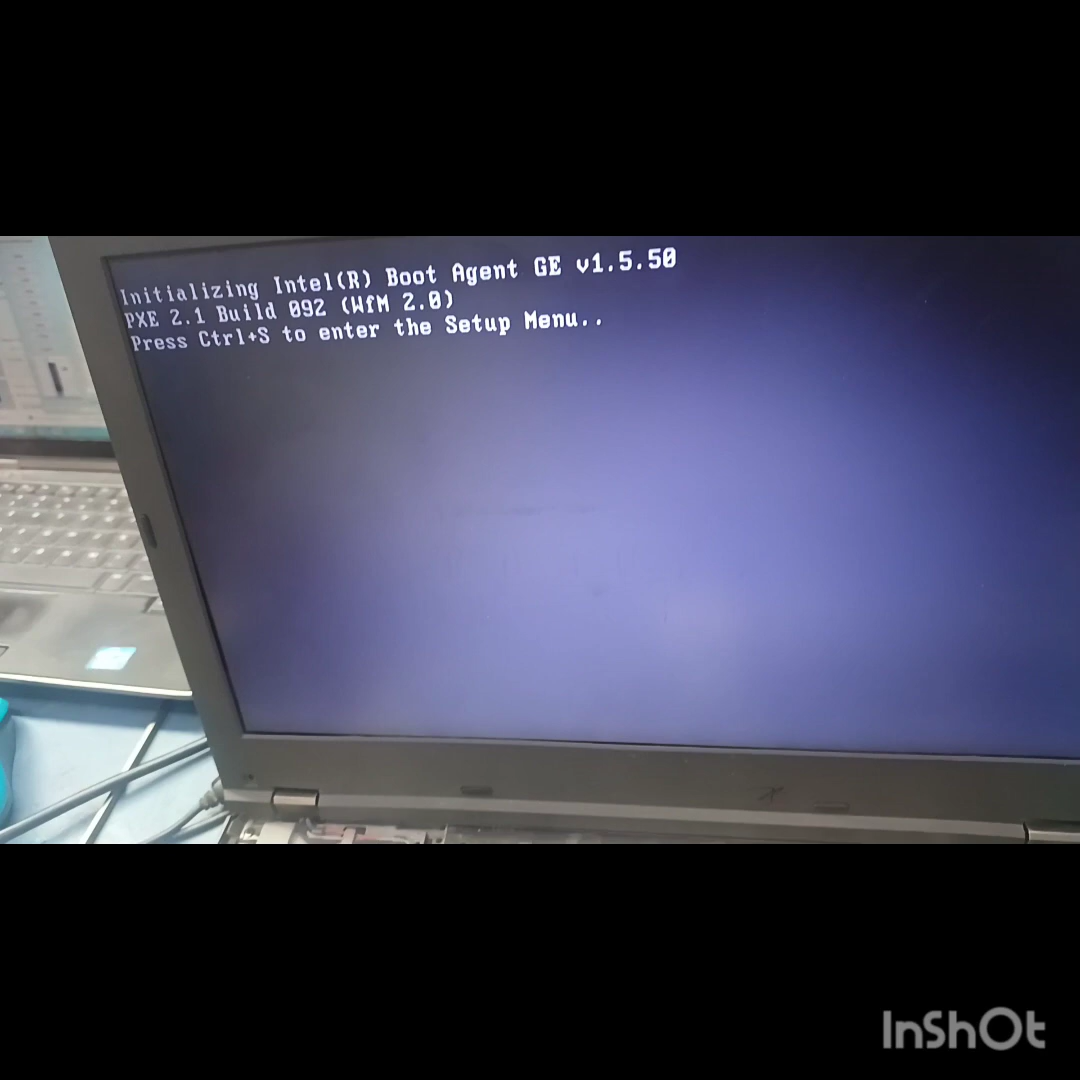 Initializing Intel(R) Boot Agent GE v1.5.50
PXE 2.1 Build 092 (WfM 2.0)
Press Ctrl+S to enter the Setup Menu..
InShOt